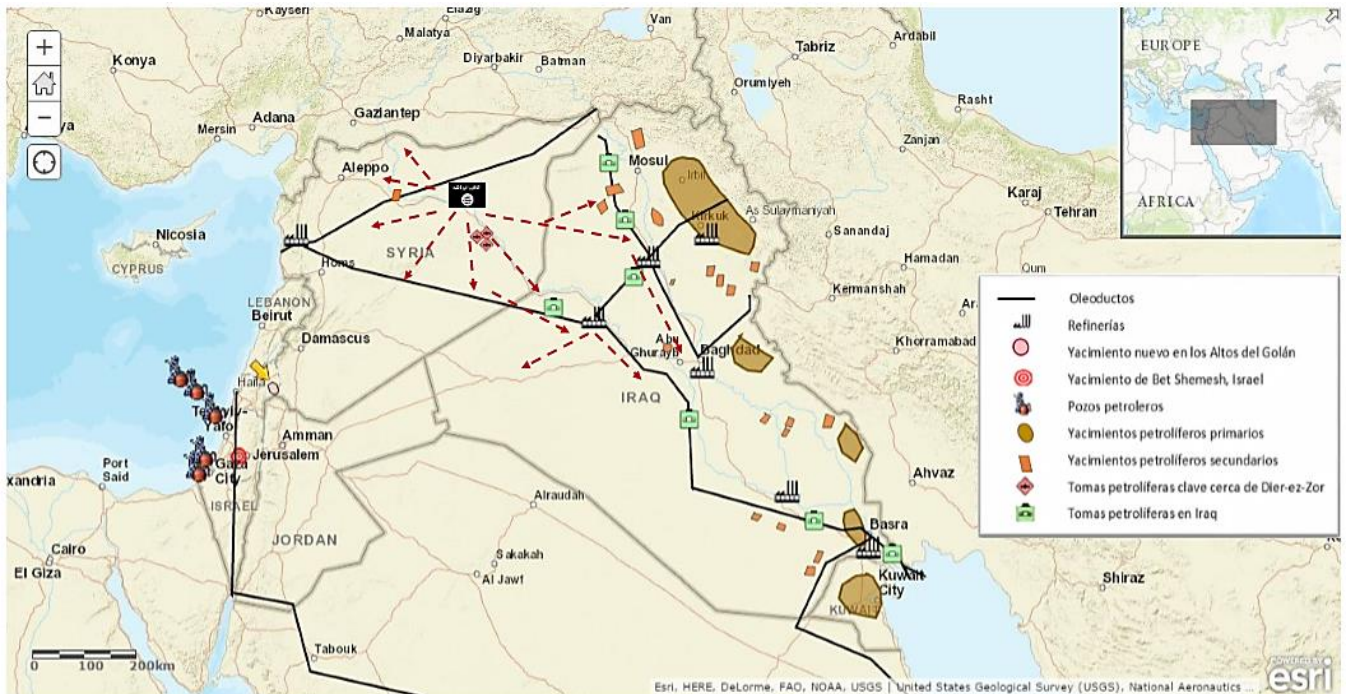 Kayseri
Elazig
Van
Malatya
Ardabil
Tabriz
Konya
Diyarbakir
Batman
Orumiyeh
EUROPE
Adana
Gaziantep
Rasht
Mersin
Zanjan
Aleppo
Mosul
Irbil
Karaj
Tehran
AFRICA
As Sulaymaniyah
Kirkuk
Nicosia
SYRIA
Sanandaj
CYPRUS
Homs
Hamadan
Qum
LEBANON
Kermanshah
Beirut
Damascus
Abu
Ghurayb
Baghdad
Khorramabad
Haifa
IRAQ
Yafo
Amman
Jerusalem
Port
Said
Gaza
City
Ahvaz
xandria
ISRAEL
Alraudah
JORDAN
Basra
Cairo
Sakakah
El Giza
Al Jawf
Kuwait
City
KUWAIT
Shiraz
Tabouk
Oleoductos
Refinerías
Yacimiento nuevo en los Altos del Golán
Yacimiento de Bet Shemesh, Israel
Pozos petroleros
Yacimientos petrolíferos primarios
Yacimientos petrolíferos secundarios
Tomas petrolíferas clave cerca de Dier-ez-Zor
Tomas petrolíferas en Iraq
0 100 200km
POWERED BY
esri
Esri, HERE, DeLorme, FAO, NOAA, USGS | United States Geological Survey (USGS), National Aeronautics ...